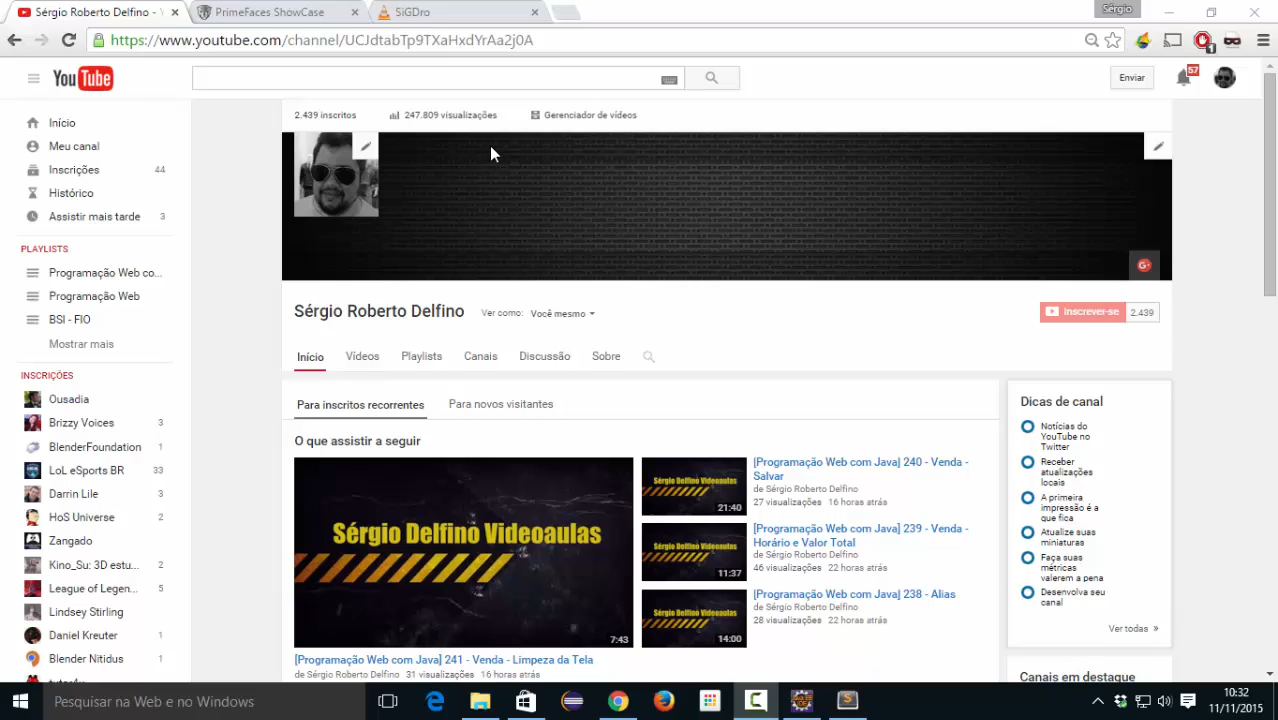 Sérgio Roberto Delfino - 
PrimeFaces ShowCase
SiGDro
Sérgio
https://www.youtube.com/channel/UCJdtabTp9TXaHxdYrAa2j0A
1
YouTube
Enviar
57
Início
Meu canal
Inscrições 44
Histórico
Assistir mais tarde 3
PLAYLISTS
Programação Web co...
Programação Web
BSI - FIO
Mostrar mais
INSCRIÇÕES
Ousadia
Brizzy Voices 3
BlenderFoundation 1
LoL eSports BR 33
Darrin Lile 3
HoS Universe 2
Zangado
Kino_Su: 3D estu... 2
League of Legen... 5
Lindsey Stirling
Daniel Kreuter 1
Blender Nitidus 1
2.439 inscritos
247.809 visualizações
Gerenciador de vídeos
G+
Sérgio Roberto Delfino
Ver como: Você mesmo
Inscrever-se 2.439
Início Vídeos Playlists Canais Discussão Sobre
Para inscritos recorrentes
Para novos visitantes
O que assistir a seguir
Sérgio Delfino Videoaulas
7:43
[Programação Web com Java] 241 - Venda - Limpeza da Tela
de Sérgio Roberto Delfino 31 visualizações 16 horas atrás
Sérgio Delfino Videoaulas
21:40
[Programação Web com Java] 240 - Venda -
Salvar
de Sérgio Roberto Delfino
27 visualizações 16 horas atrás
Sérgio Delfino Videoaulas
11:37
[Programação Web com Java] 239 - Venda -
Horário e Valor Total
de Sérgio Roberto Delfino
46 visualizações 22 horas atrás
Sérgio Delfino Videoaulas
14:00
[Programação Web com Java] 238 - Alias
de Sérgio Roberto Delfino
28 visualizações 22 horas atrás
Dicas de canal
Notícias do
YouTube no
Twitter
Receber
atualizações
locais
A primeira
impressão é a
que fica
Atualize suas
miniaturas
Faça suas
métricas
valerem a pena
Desenvolva seu
canal
Ver todas »
Canais em destaque
Pesquisar na Web e no Windows
10:32
11/11/2015